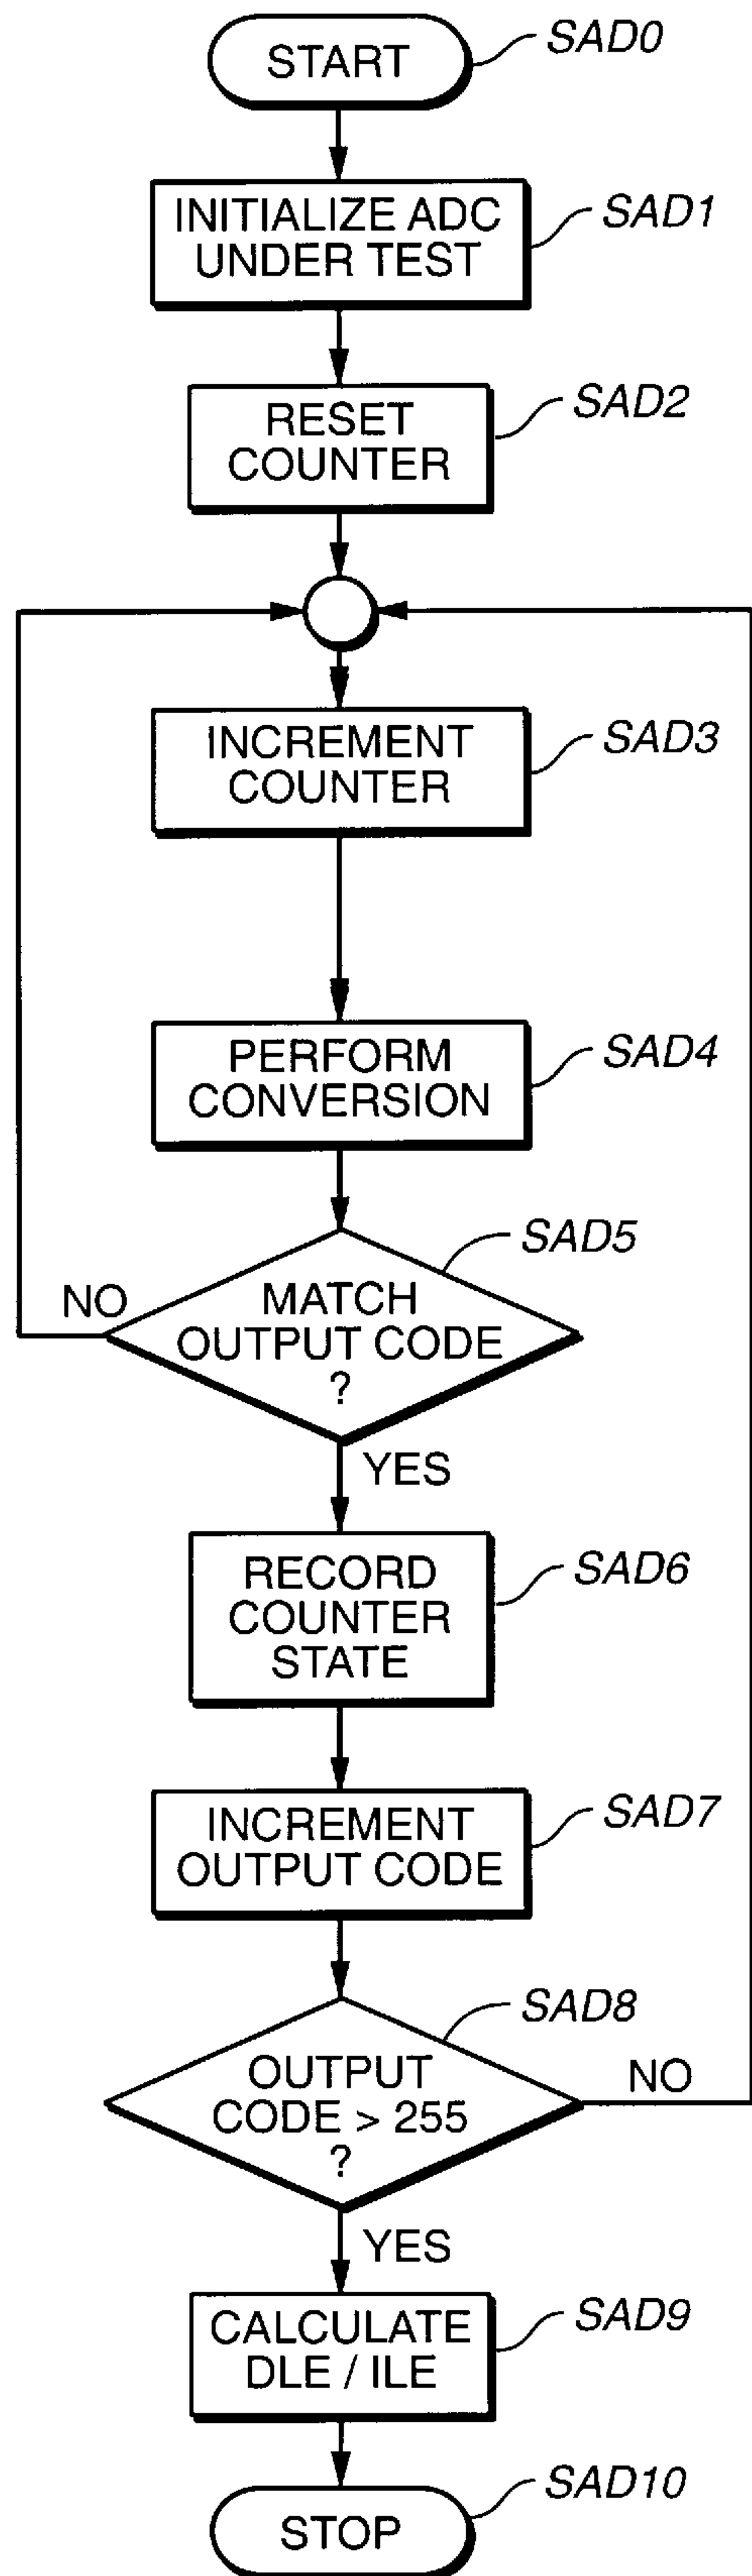 START
SAD0
INITIALIZE ADC
UNDER TEST
SAD1
RESET
COUNTER
SAD2
INCREMENT
COUNTER
SAD3
PERFORM
CONVERSION
SAD4
MATCH
OUTPUT CODE
?
SAD5
NO
YES
RECORD
COUNTER
STATE
SAD6
INCREMENT
OUTPUT CODE
SAD7
OUTPUT
CODE > 255
?
SAD8
NO
YES
CALCULATE
DLE / ILE
SAD9
STOP
SAD10